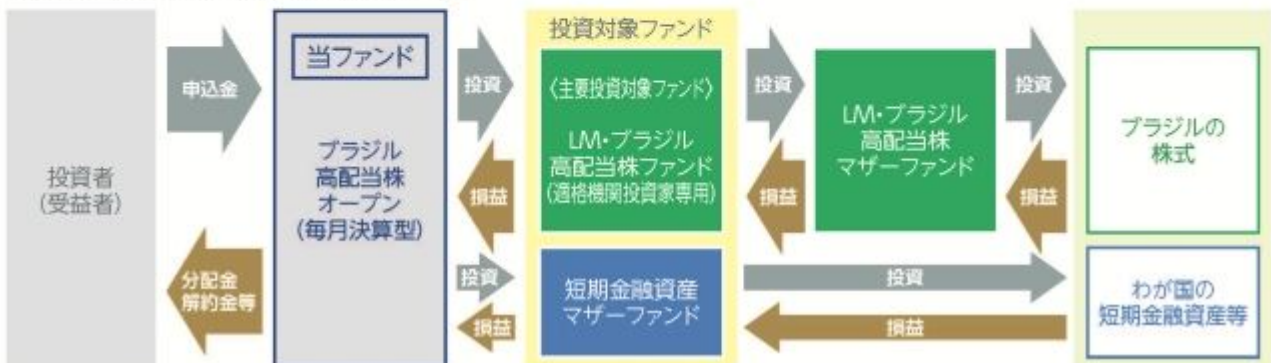 投資者
(受益者)
申込金
分配金
解約金等
当ファンド
ブラジル
高配当株
オープン
(毎月決算型)
投資
損益
投資
損益
投資対象ファンド
〈主要投資対象ファンド〉
LM・ブラジル
高配当株ファンド
(適格機関投資家専用)
短期金融資産
マザーファンド
投資
損益
LM・ブラジル
高配当株
マザーファンド
投資
損益
投資
損益
ブラジルの
株式
わが国の
短期金融資産等